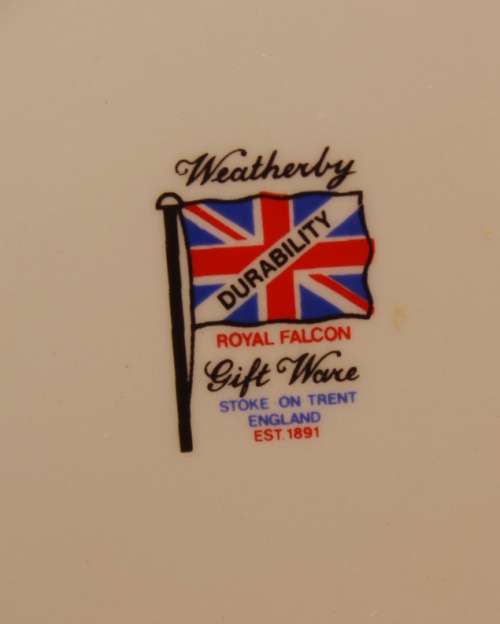 Weatherby
DURABILITY
ROYAL FALCON
Gift Ware
STOKE ON TRENT
ENGLAND
EST. 1891